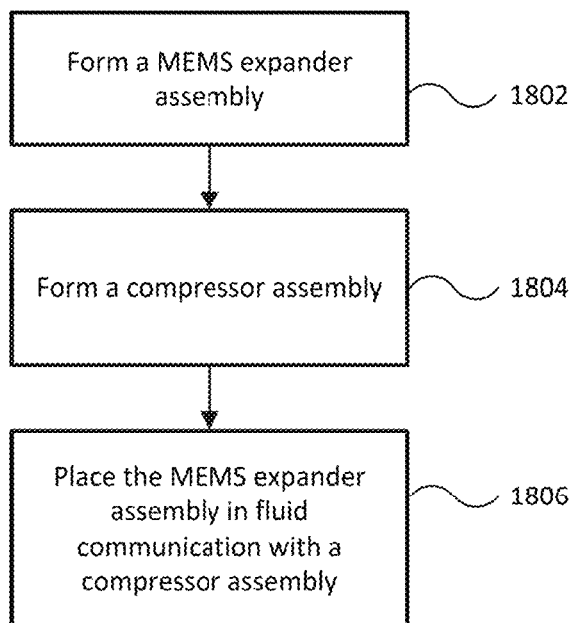 Form a MEMS expander
assembly
1802
Form a compressor assembly
1804
Place the MEMS expander
assembly in fluid
communication with a
compressor assembly
1806